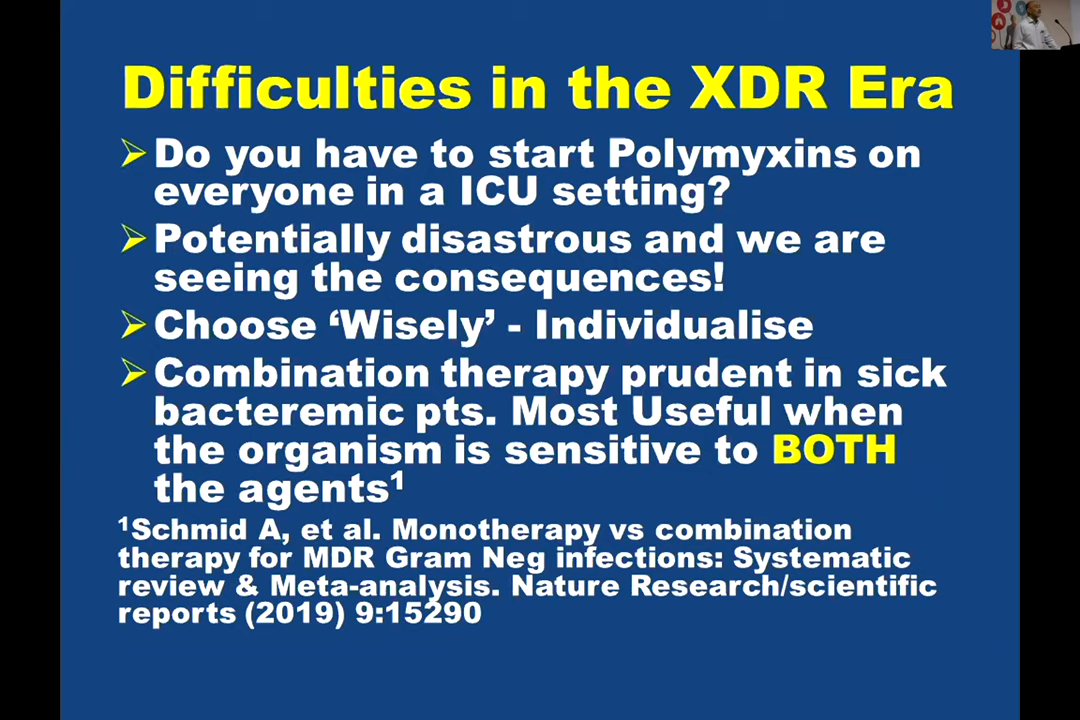 Difficulties in the XDR Era
➢Do you have to start Polymyxins on
everyone in a ICU setting?
➢Potentially disastrous and we are
seeing the consequences!
➢Choose ‘Wisely’ - Individualise
➢Combination therapy prudent in sick
bacteremic pts. Most Useful when
the organism is sensitive to BOTH
the agents¹
¹Schmid A, et al. Monotherapy vs combination
therapy for MDR Gram Neg infections: Systematic
review & Meta-analysis. Nature Research/scientific
reports (2019) 9:15290